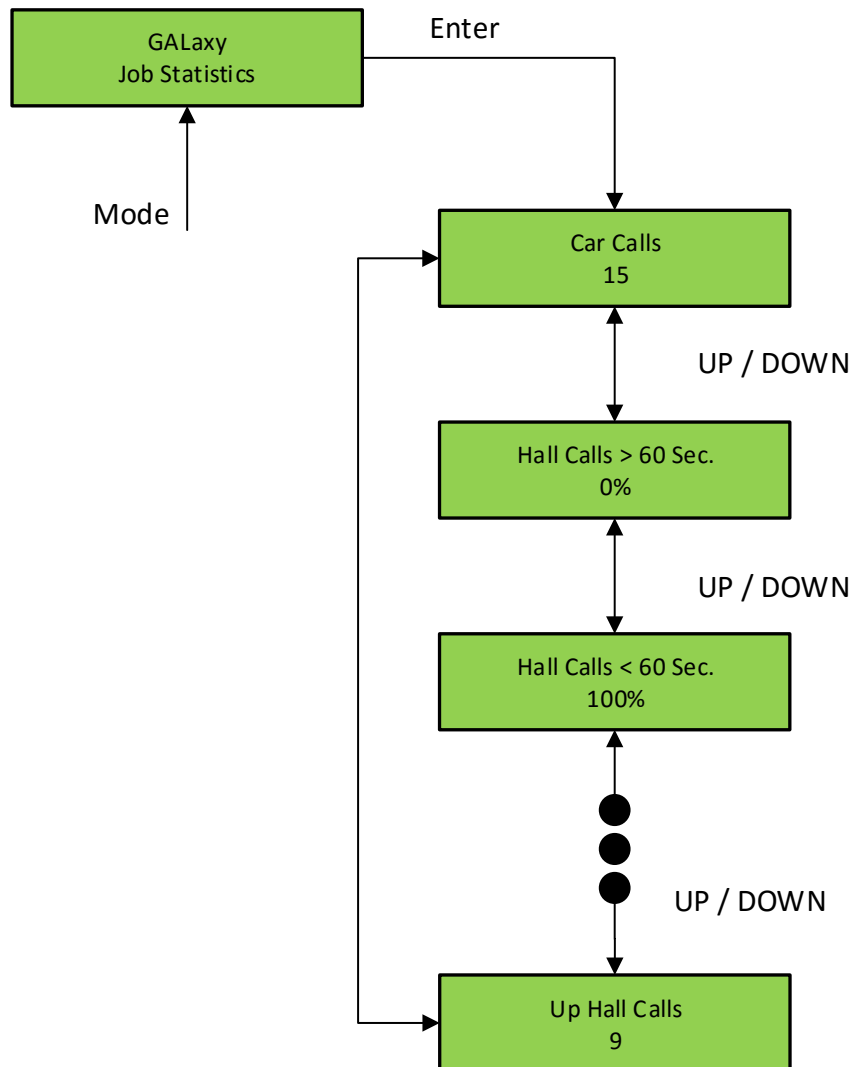 GALaxy
Job Statistics
Enter
Mode
Car Calls
15
UP / DOWN
Hall Calls > 60 Sec.
0%
UP / DOWN
Hall Calls < 60 Sec.
100%
UP / DOWN
Up Hall Calls
9